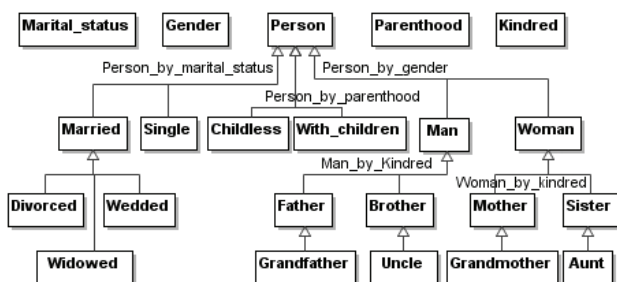 Marital_status Gender Person Parenthood Kindred
Person_by_marital_status Person_by_gender
Person_by_parenthood
Married Single Childless With_children Man Woman
Man_by_Kindred
Woman_by_kindred
Divorced Wedded Father Brother Mother Sister
Widowed Grandfather Uncle Grandmother Aunt